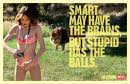 SMART
MAY HAVE
THE BRAINS,
BUT STUPID
HAS THE
BALLS.